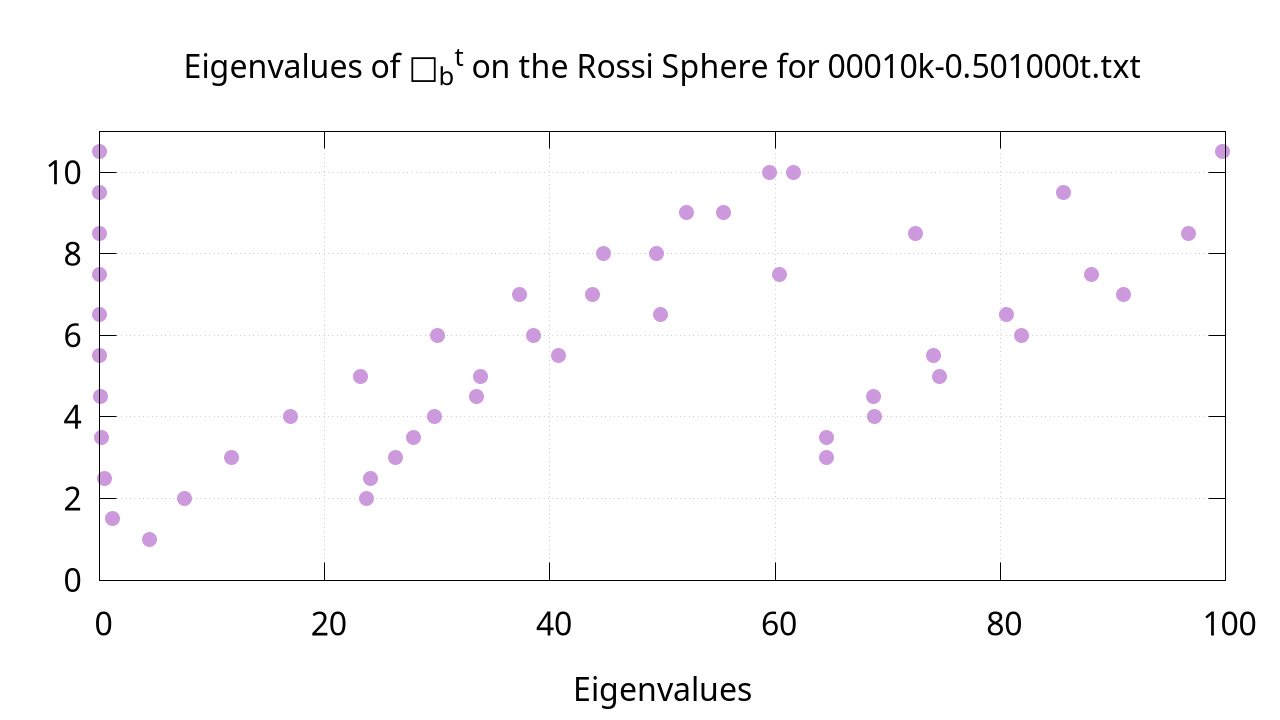 Eigenvalues of □bᵗ on the Rossi Sphere for 00010k-0.501000t.txt
10
8
6
4
2
0
0 20 40 60 80 100
Eigenvalues